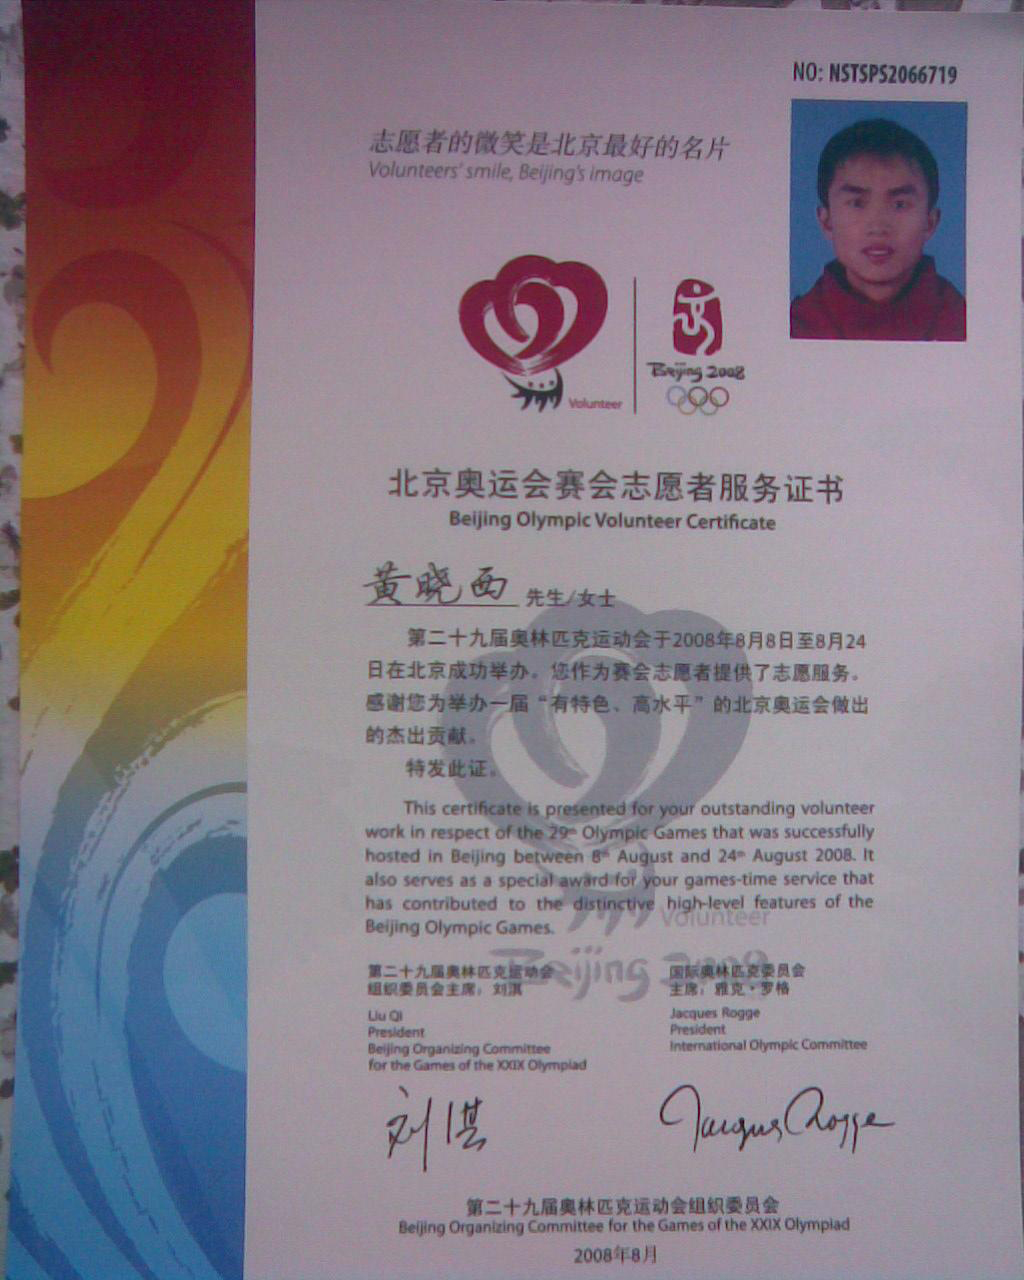 NO: NSTSPS2066719
志愿者的微笑是北京最好的名片
Volunteers' smile, Beijing's image
Volunteer
Beijing 2008
北京奥运会赛会志愿者服务证书
Beijing Olympic Volunteer Certificate
黄晓西 先生/女士
第二十九届奥林匹克运动会于2008年8月8日至8月24
日在北京成功举办。您作为赛会志愿者提供了志愿服务。
感谢您为举办一届“有特色、高水平”的北京奥运会做出
的杰出贡献。
特发此证。
This certificate is presented for your outstanding volunteer
work in respect of the 29th Olympic Games that was successfully
hosted in Beijing between 8th August and 24th August 2008. It
also serves as a special award for your games-time service that
has contributed to the distinctive high-level features of the
Beijing Olympic Games.
Volunteer
Beijing 2008
第二十九届奥林匹克运动会
组织委员会主席：刘淇
Liu Qi
President
Beijing Organizing Committee
for the Games of the XXIX Olympiad
国际奥林匹克委员会
主席：雅克·罗格
Jacques Rogge
President
International Olympic Committee
刘淇
Jacques Rogge
第二十九届奥林匹克运动会组织委员会
Beijing Organizing Committee for the Games of the XXIX Olympiad
2008年8月